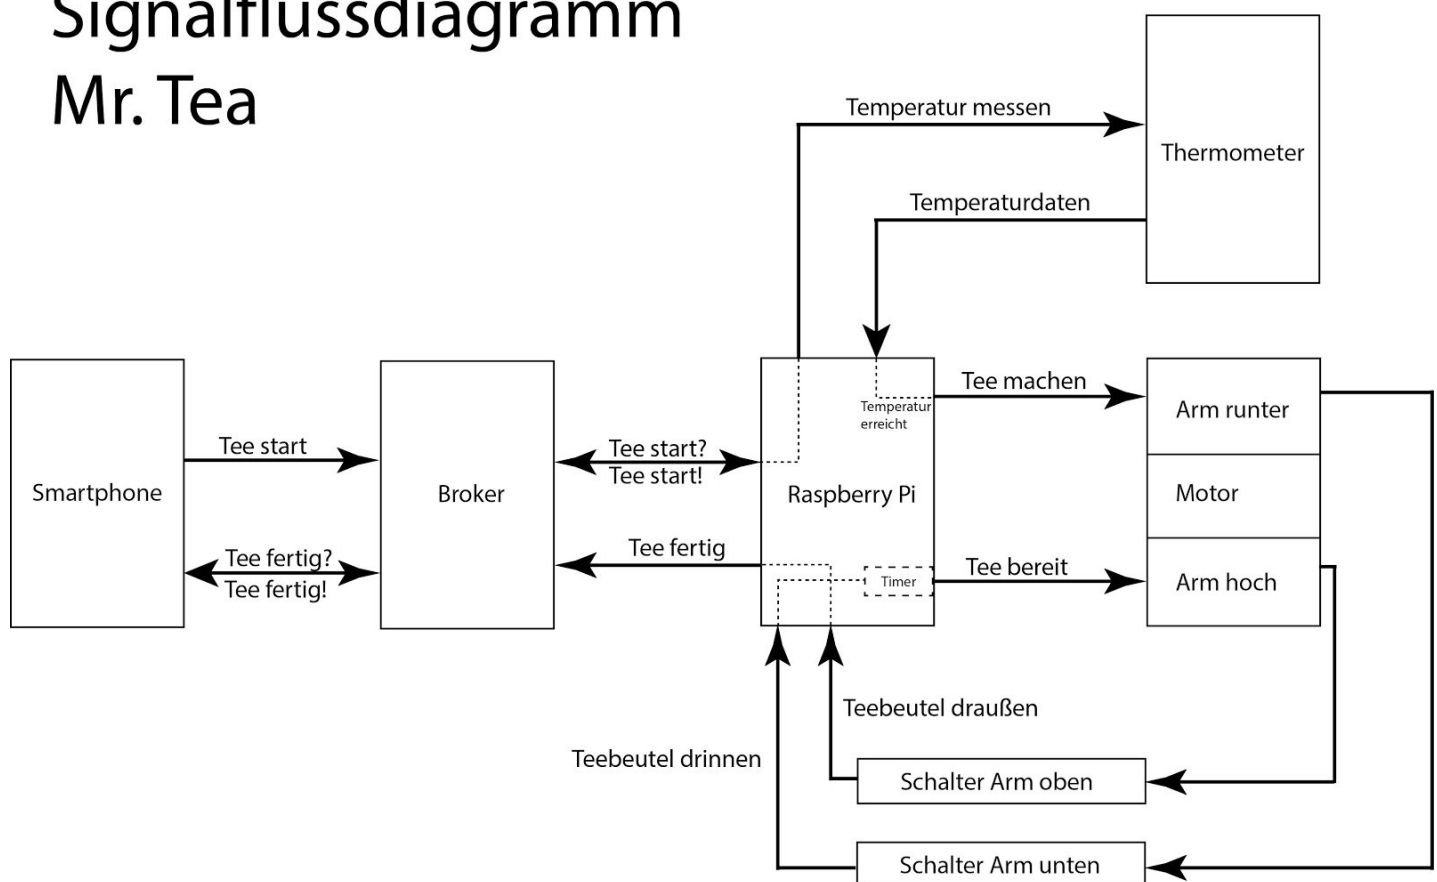 Signalflussdiagramm
Mr. Tea
Temperatur messen
Thermometer
Temperaturdaten
Tee machen
Temperatur
erreicht
Arm runter
Tee start
Tee start?
Tee start!
Smartphone
Broker
Raspberry Pi
Motor
Tee fertig
Tee fertig?
Tee fertig!
Timer
Tee bereit
Arm hoch
Teebeutel draußen
Teebeutel drinnen
Schalter Arm oben
Schalter Arm unten